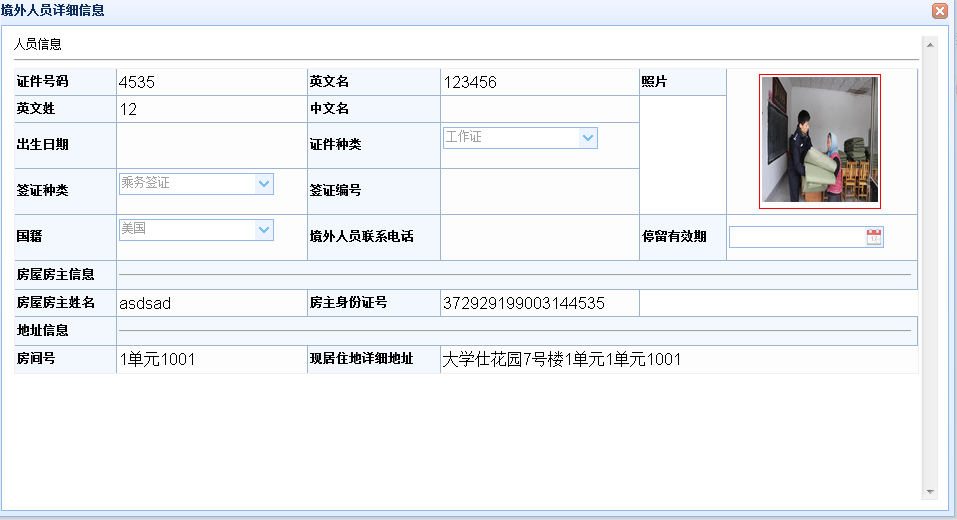 境外人员详细信息
人员信息
证件号码 4535 英文名 123456 照片
英文姓 12 中文名
出生日期 证件种类 工作证
签证种类 乘务签证 签证编号
国籍 美国 境外人员联系电话 停留有效期
房屋房主信息
房屋房主姓名 asdsad 房主身份证号 372929199003144535
地址信息
房间号 1单元1001 现居住地详细地址 大学仕花园7号楼1单元1单元1001